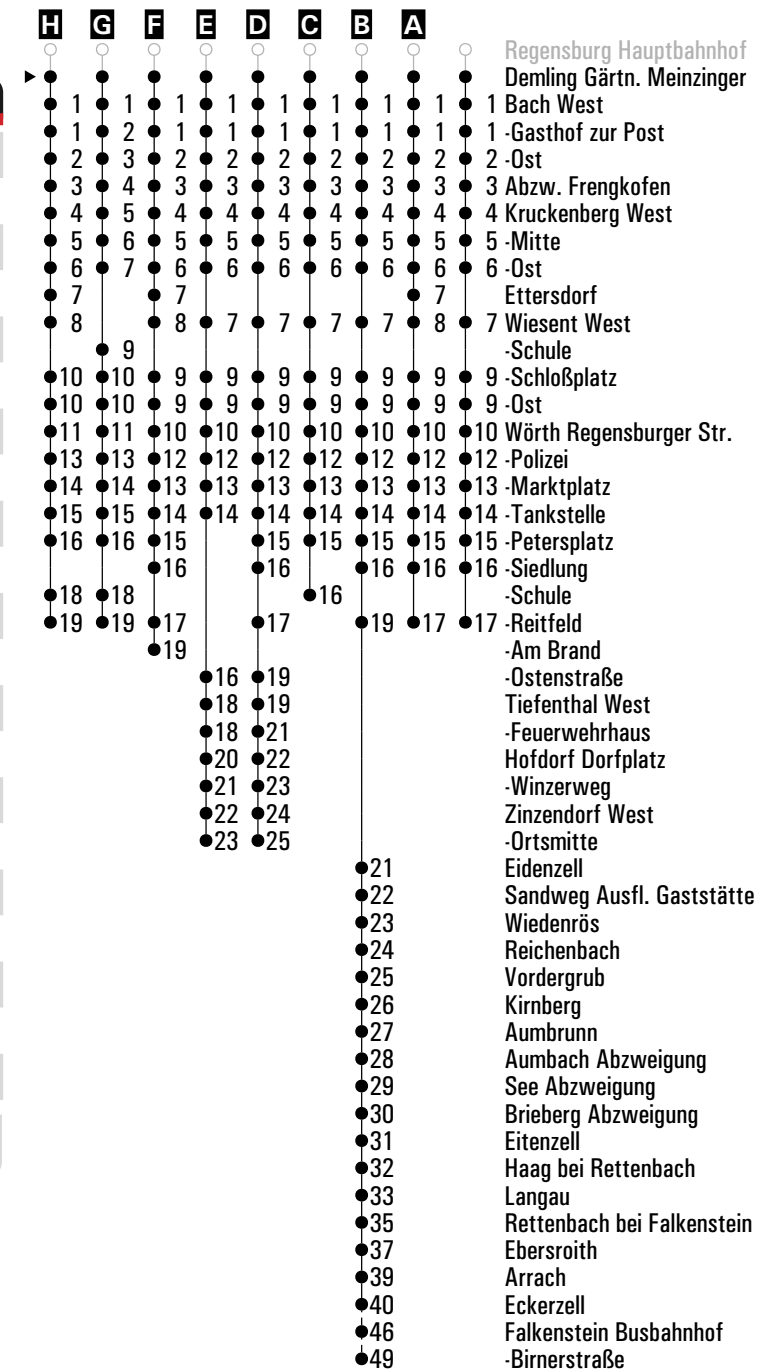 H G F E D C B A
Regensburg Hauptbahnhof
Demling Gärtn. Meinzinger
1 1 1 1 1 1 1 1 1 Bach West
1 2 1 1 1 1 1 1 1 -Gasthof zur Post
2 3 2 2 2 2 2 2 2 -Ost
3 4 3 3 3 3 3 3 3 Abzw. Frengkofen
4 5 4 4 4 4 4 4 4 Kruckenberg West
5 6 5 5 5 5 5 5 5 -Mitte
6 7 6 6 6 6 6 6 6 -Ost
7 7 7 Ettersdorf
8 8 7 7 7 7 8 7 Wiesent West
9 -Schule
10 10 9 9 9 9 9 9 9 -Schloßplatz
10 10 9 9 9 9 9 9 9 -Ost
11 11 10 10 10 10 10 10 10 Wörth Regensburger Str.
13 13 12 12 12 12 12 12 12 -Polizei
14 14 13 13 13 13 13 13 13 -Marktplatz
15 15 14 14 14 14 14 14 14 -Tankstelle
16 16 15 15 15 15 15 15 -Petersplatz
16 16 16 16 16 -Siedlung
18 18 16 -Schule
19 19 17 17 19 17 17 -Reitfeld
19 -Am Brand
16 19 -Ostenstraße
18 19 Tiefenthal West
18 21 -Feuerwehrhaus
20 22 Hofdorf Dorfplatz
21 23 -Winzerweg
22 24 Zinzendorf West
23 25 -Ortsmitte
21 Eidenzell
22 Sandweg Ausfl. Gaststätte
23 Wiedenrös
24 Reichenbach
25 Vordergrub
26 Kirnberg
27 Aumbrunn
28 Aumbach Abzweigung
29 See Abzweigung
30 Brieberg Abzweigung
31 Eitenzell
32 Haag bei Rettenbach
33 Langau
35 Rettenbach bei Falkenstein
37 Ebersroith
39 Arrach
40 Eckerzell
46 Falkenstein Busbahnhof
49 -Birnerstraße